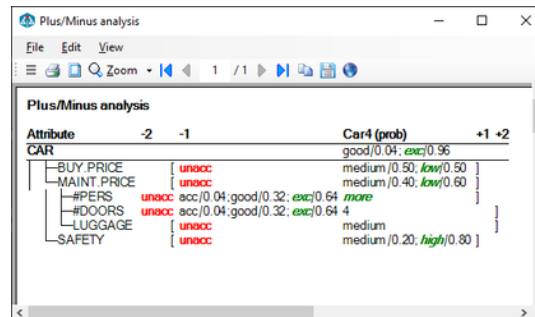 Plus/Minus analysis
File Edit View
Zoom 1 / 1
Plus/Minus analysis
Attribute -2 -1 Car4 (prob) +1 +2
CAR good/0.04; exc/0.96
BUY.PRICE [ unacc medium/0.50; low/0.50 ]
MAINT.PRICE [ unacc medium/0.40; low/0.60 ]
#PERS unacc acc/0.04;good/0.32; exc/0.64 more ]
#DOORS unacc acc/0.04;good/0.32; exc/0.64 4 ]
LUGGAGE [ unacc medium ]
SAFETY [ unacc medium/0.20; high/0.80 ]